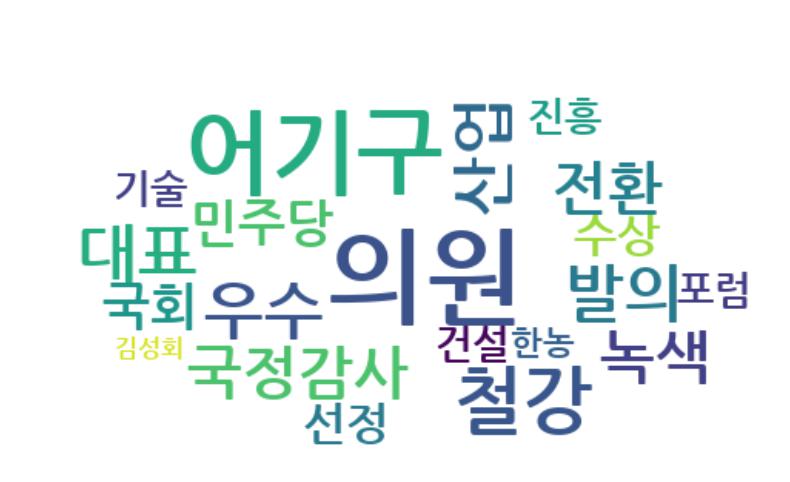 어기구
산업
진흥
기술
전환
민주당
수상
대표
의원
국회
우수
발의
포럼
김성회
국정감사
건설
한농
녹색
철강
선정